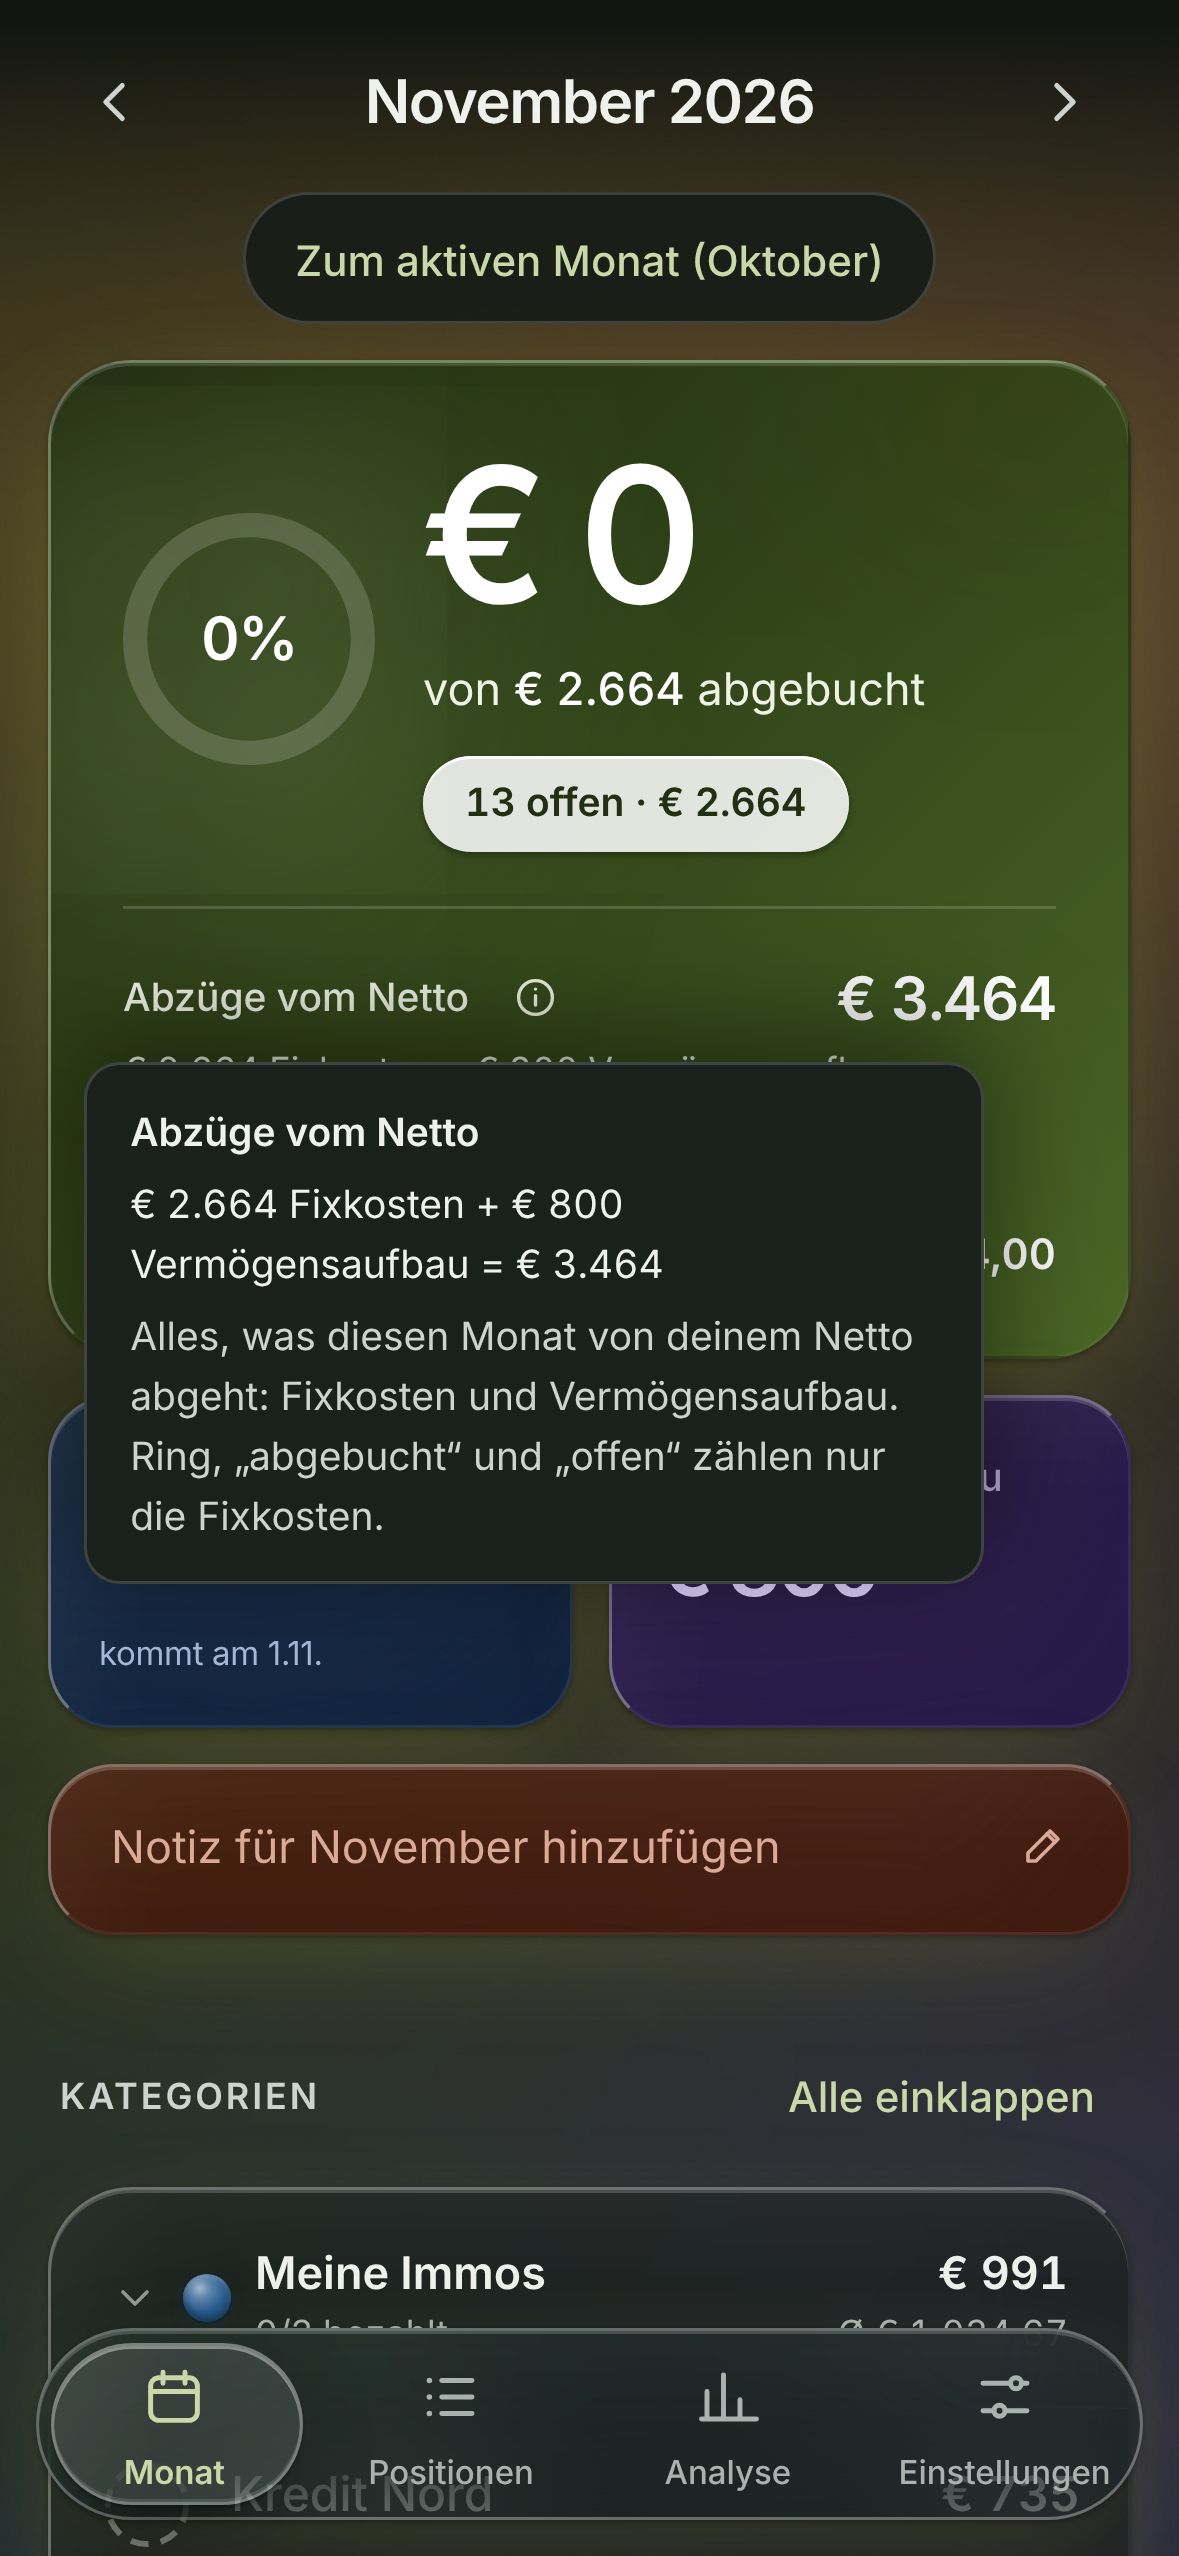 November 2026
Zum aktiven Monat (Oktober)
€ 0
0%
von € 2.664 abgebucht
13 offen · € 2.664
Abzüge vom Netto
€ 3.464
Abzüge vom Netto
€ 2.664 Fixkosten + € 800
Vermögensaufbau = € 3.464
Alles, was diesen Monat von deinem Netto
abgeht: Fixkosten und Vermögensaufbau.
Ring, „abgebucht“ und „offen“ zählen nur
die Fixkosten.
,00
u
kommt am 1.11.
Notiz für November hinzufügen
KATEGORIEN
Alle einklappen
Meine Immos
€ 991
Monat
Positionen
Analyse
Einstellungen
Kredit Nord
€ 735